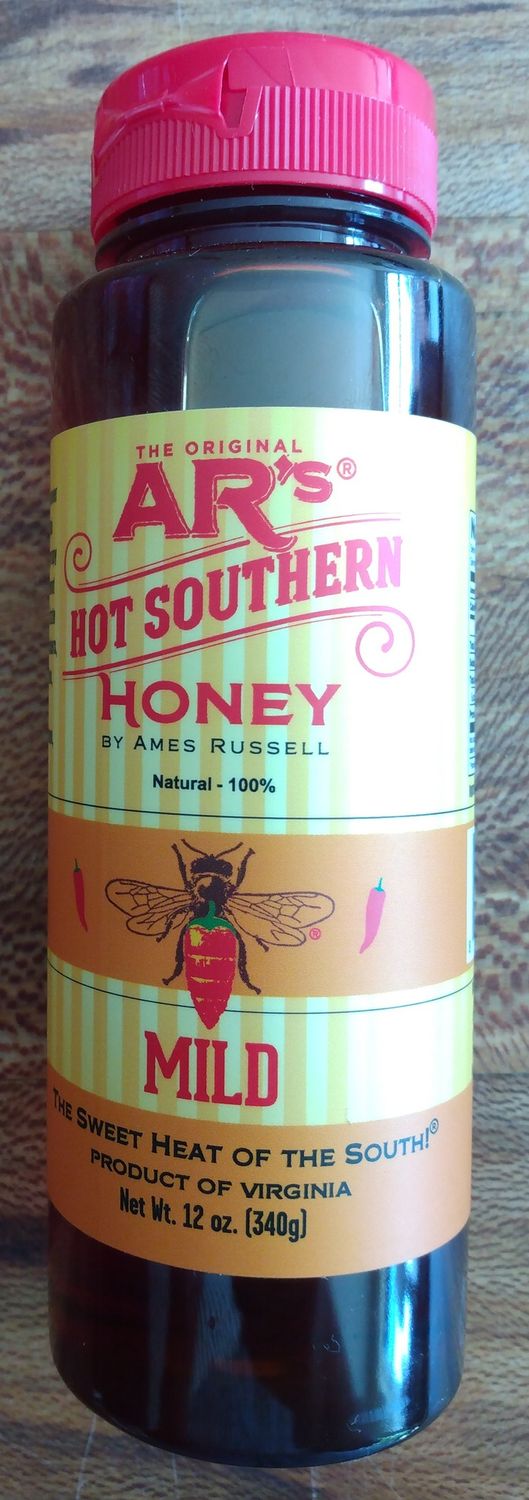 THE ORIGINAL
AR's®
HOT SOUTHERN
HONEY
BY AMES RUSSELL
Natural - 100%
®
MILD
THE SWEET HEAT OF THE SOUTH!®
PRODUCT OF VIRGINIA
Net Wt. 12 oz. (340g)